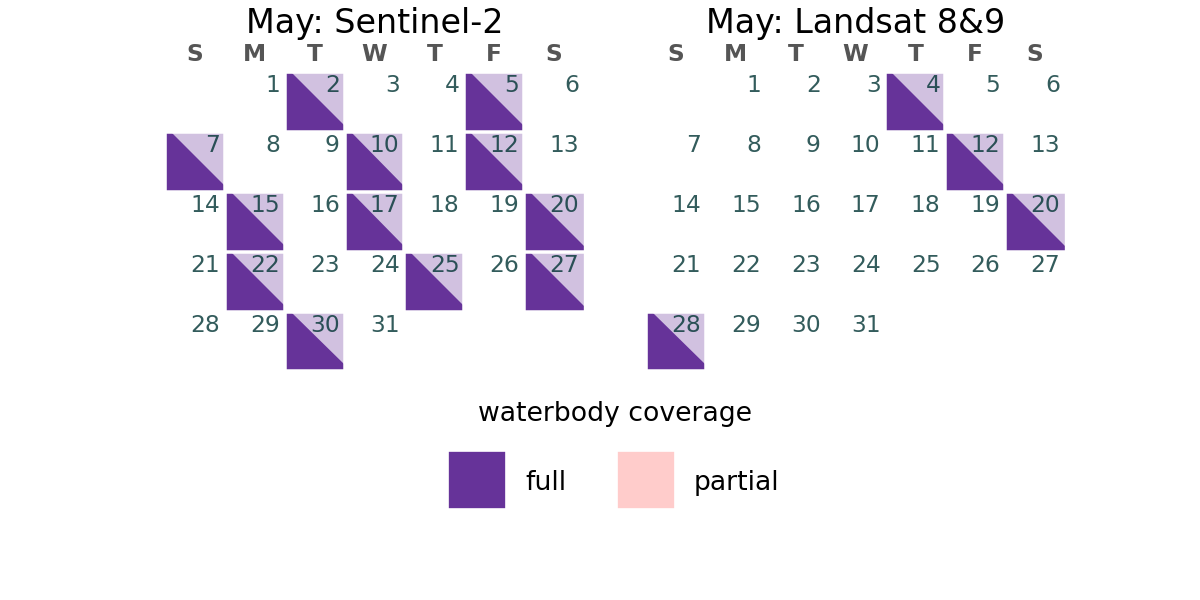 May: Sentinel-2
S M T W T F S
1 2 3 4 5 6
7 8 9 10 11 12 13
14 15 16 17 18 19 20
21 22 23 24 25 26 27
28 29 30 31
May: Landsat 8&9
S M T W T F S
1 2 3 4 5 6
7 8 9 10 11 12 13
14 15 16 17 18 19 20
21 22 23 24 25 26 27
28 29 30 31
waterbody coverage
full partial